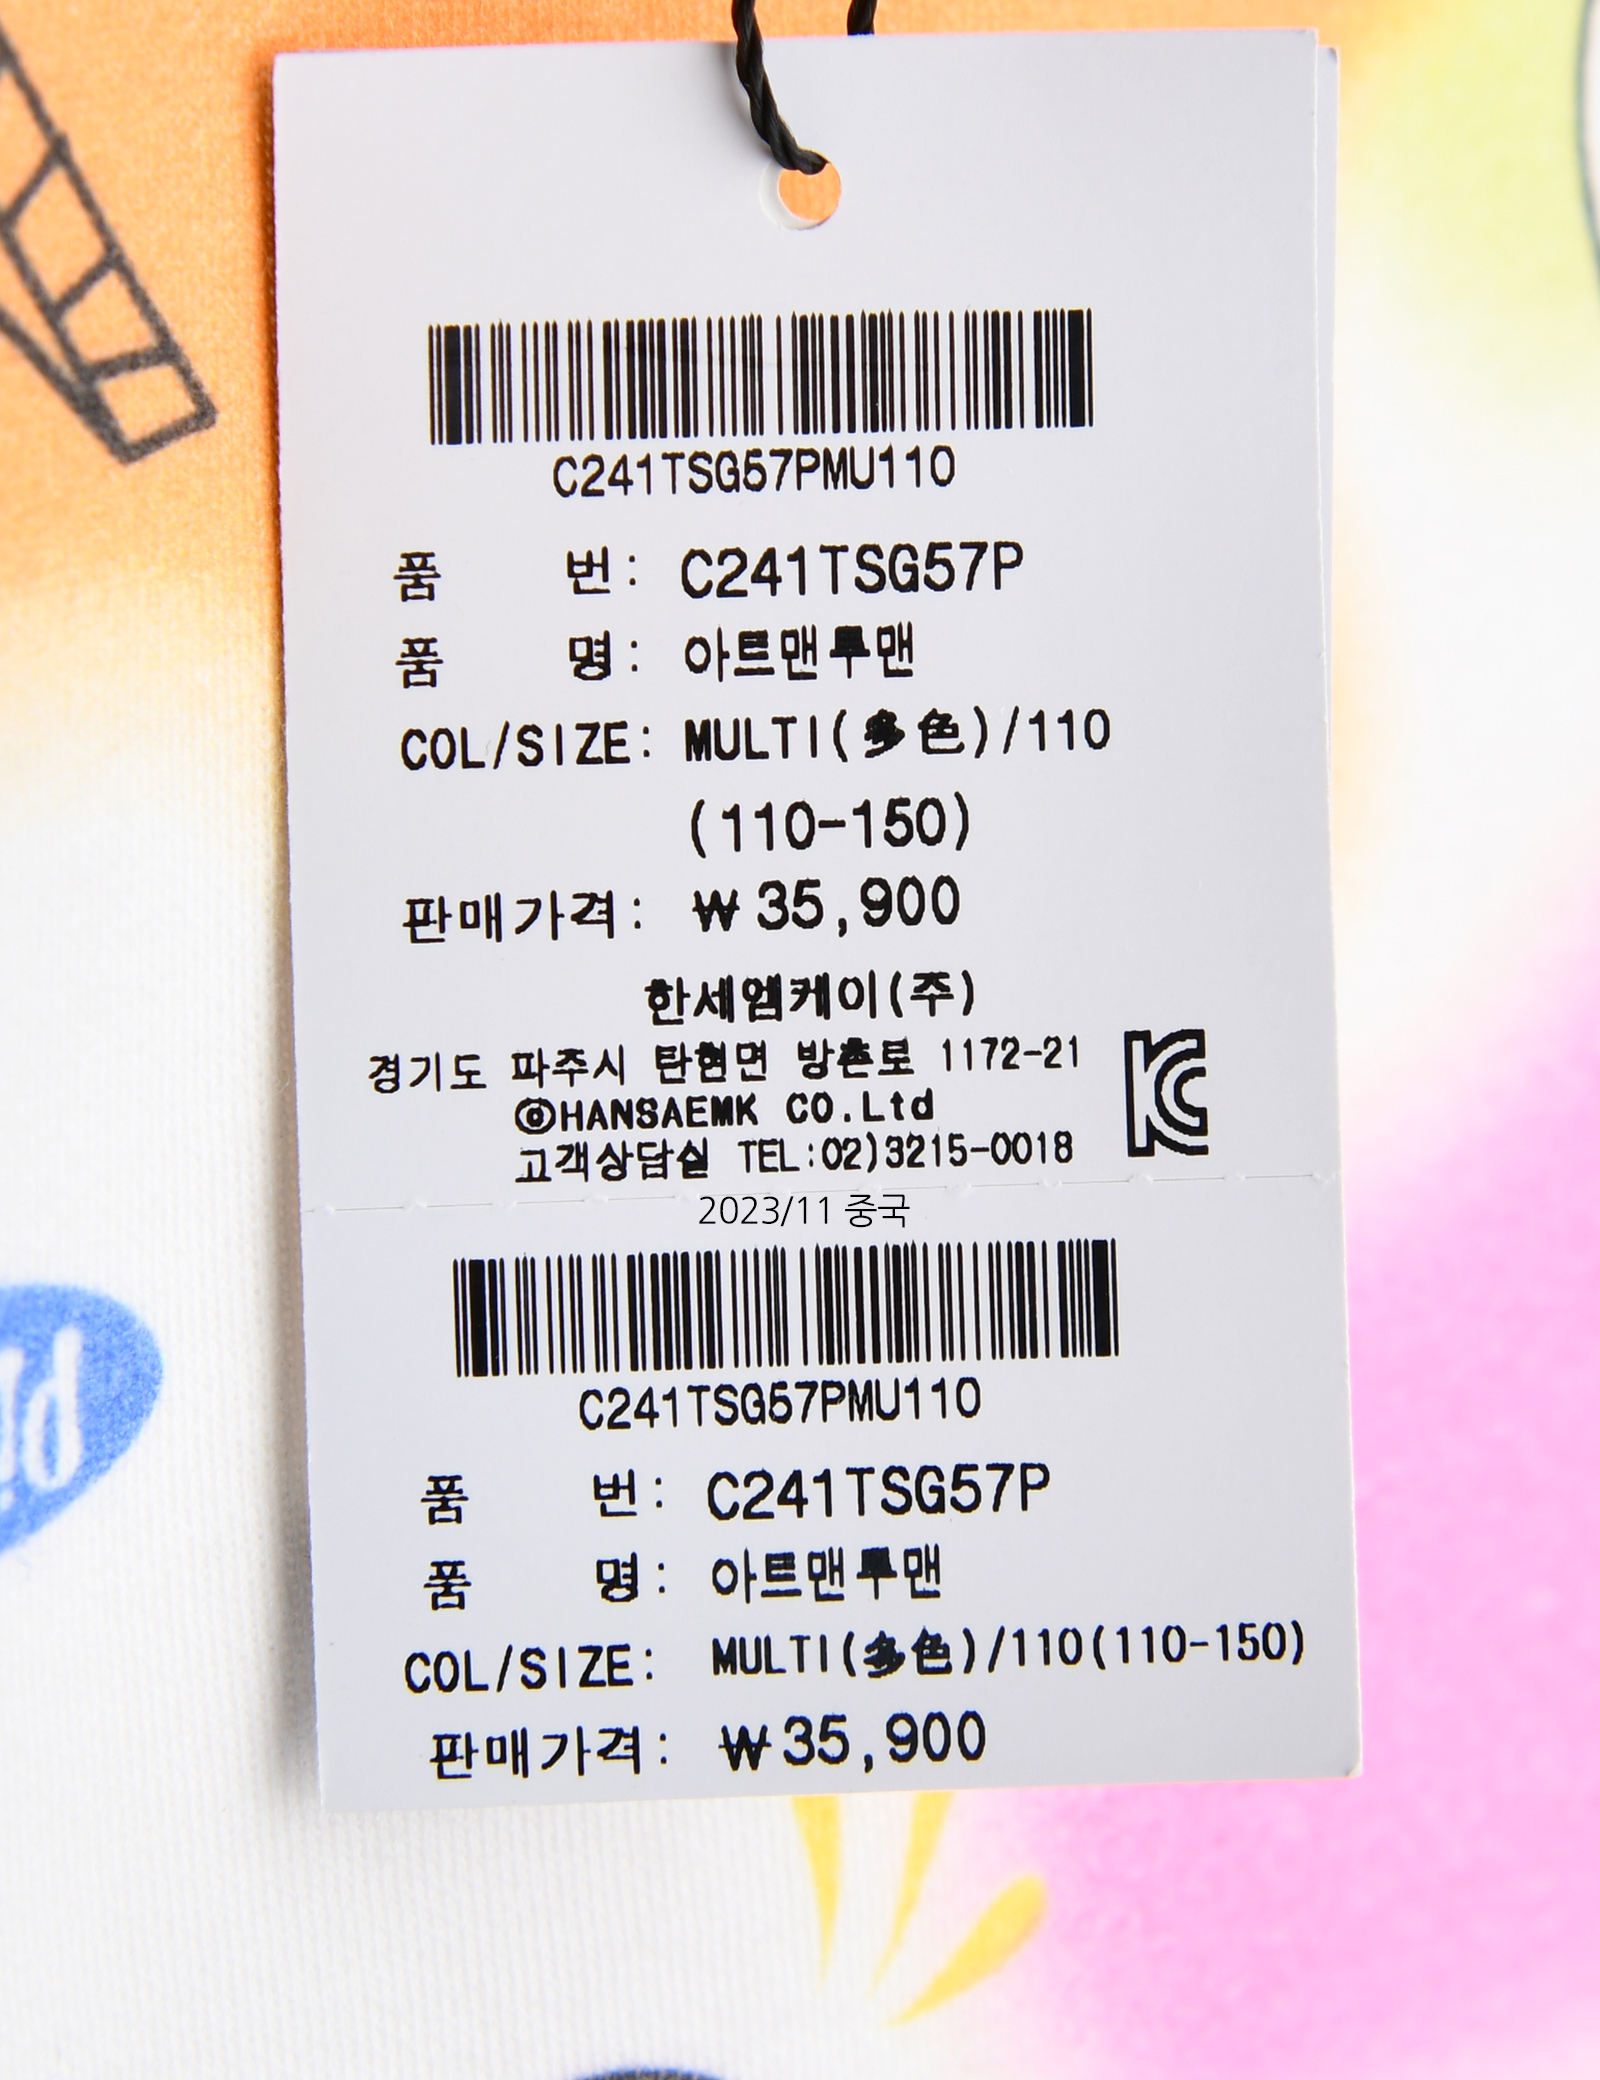 C241TSG57PMU110
품 번: C241TSG57P
품 명: 아트맨투맨
COL/SIZE: MULTI(多色)/110
(110-150)
판매가격: ₩35,900
한세엠케이(주)
경기도 파주시 탄현면 방촌로 1172-21
ⓒHANSAEMK CO.Ltd
고객상담실 TEL:02)3215-0018
2023/11 중국
C241TSG57PMU110
품 번: C241TSG57P
품 명: 아트맨투맨
COL/SIZE: MULTI(多色)/110(110-150)
판매가격: ₩35,900